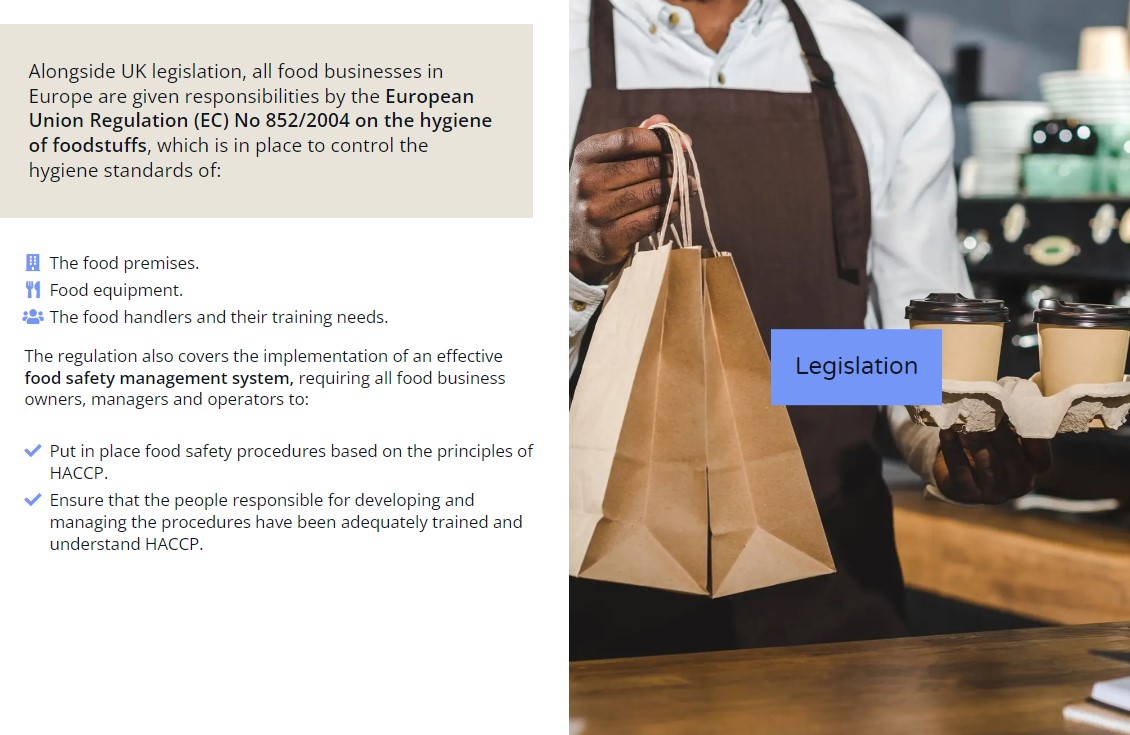 Alongside UK legislation, all food businesses in
Europe are given responsibilities by the European
Union Regulation (EC) No 852/2004 on the hygiene
of foodstuffs, which is in place to control the
hygiene standards of:
The food premises.
Food equipment.
The food handlers and their training needs.
The regulation also covers the implementation of an effective
food safety management system, requiring all food business
owners, managers and operators to:
Put in place food safety procedures based on the principles of
HACCP.
Ensure that the people responsible for developing and
managing the procedures have been adequately trained and
understand HACCP.
Legislation